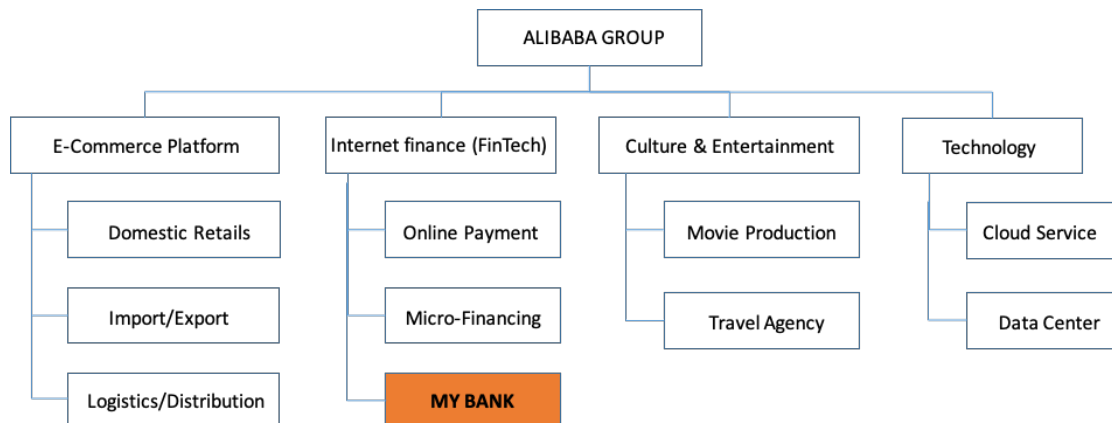 ALIBABA GROUP
E-Commerce Platform
Internet finance (FinTech)
Culture & Entertainment
Technology
Domestic Retails
Online Payment
Movie Production
Cloud Service
Import/Export
Micro-Financing
Travel Agency
Data Center
Logistics/Distribution
MY BANK